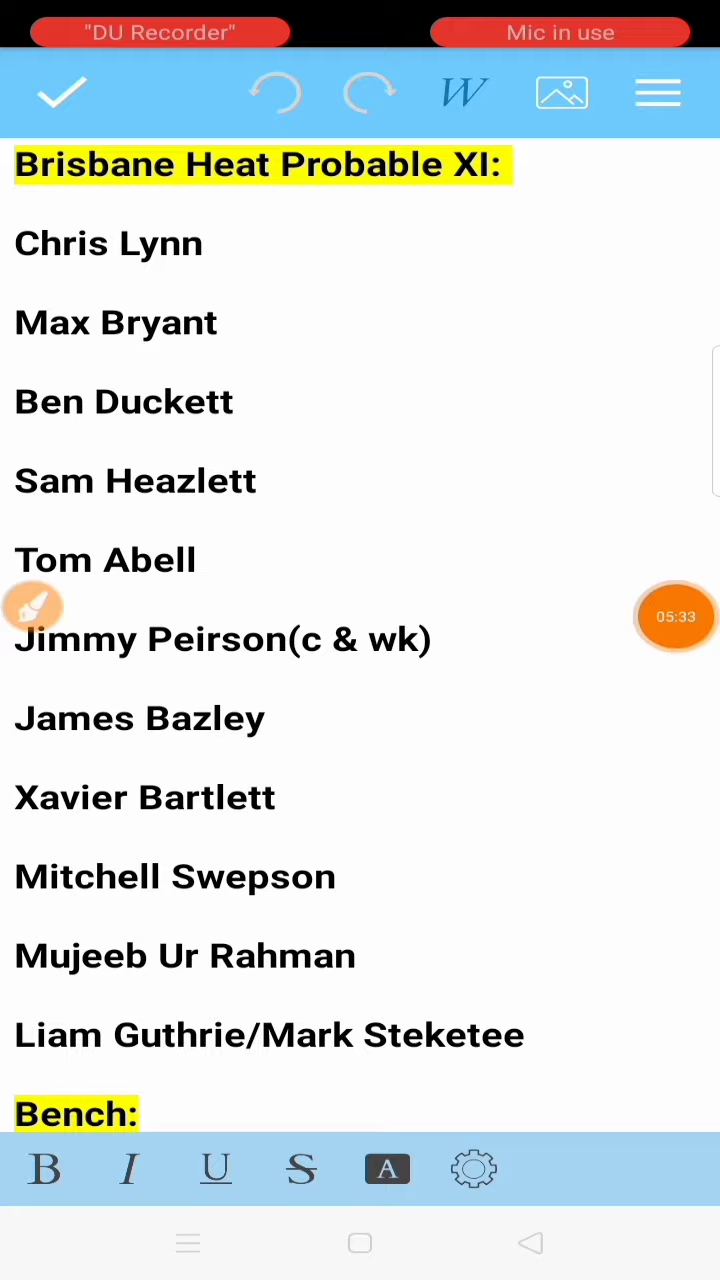 "DU Recorder"
Mic in use
W
Brisbane Heat Probable XI:
Chris Lynn
Max Bryant
Ben Duckett
Sam Heazlett
Tom Abell
Jimmy Peirson(c & wk)
05:33
James Bazley
Xavier Bartlett
Mitchell Swepson
Mujeeb Ur Rahman
Liam Guthrie/Mark Steketee
Bench:
B I U S A